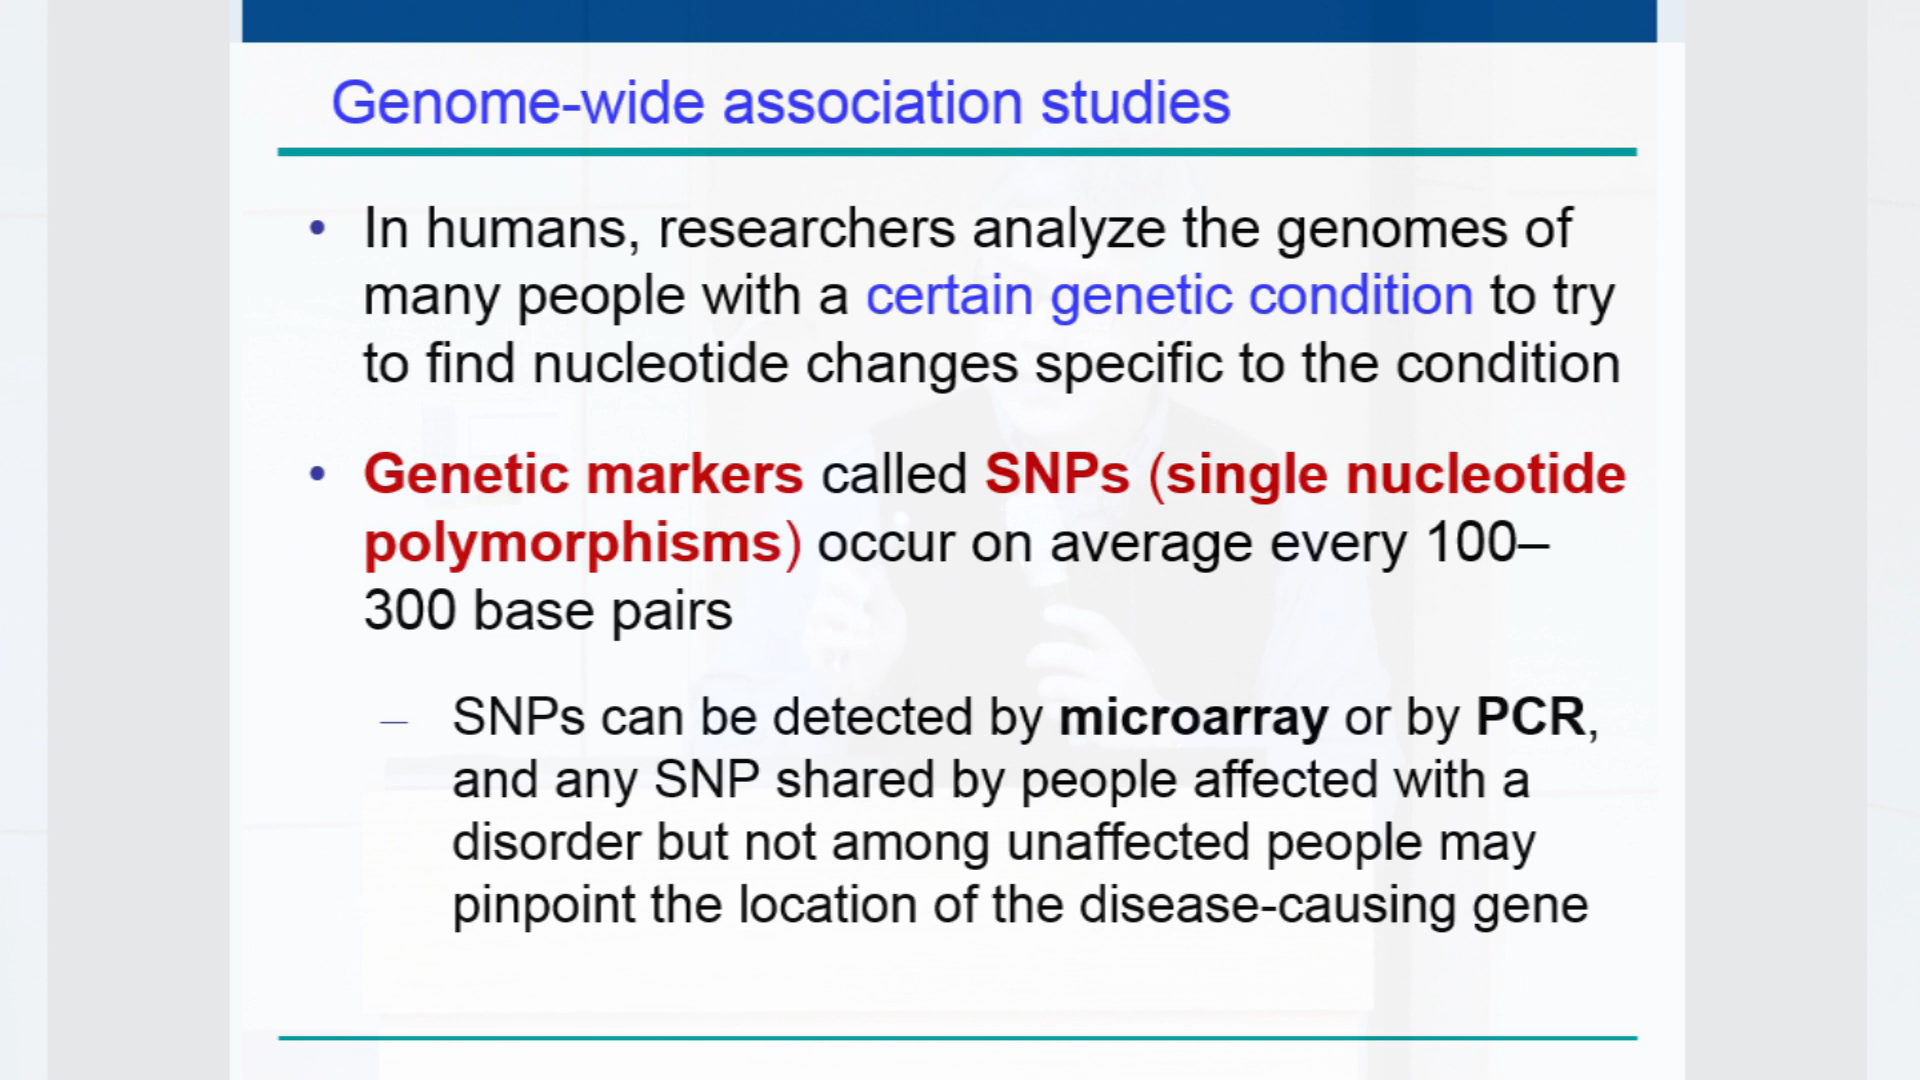 Genome-wide association studies
• In humans, researchers analyze the genomes of
many people with a certain genetic condition to try
to find nucleotide changes specific to the condition
• Genetic markers called SNPs (single nucleotide
polymorphisms) occur on average every 100–
300 base pairs
– SNPs can be detected by microarray or by PCR,
and any SNP shared by people affected with a
disorder but not among unaffected people may
pinpoint the location of the disease-causing gene